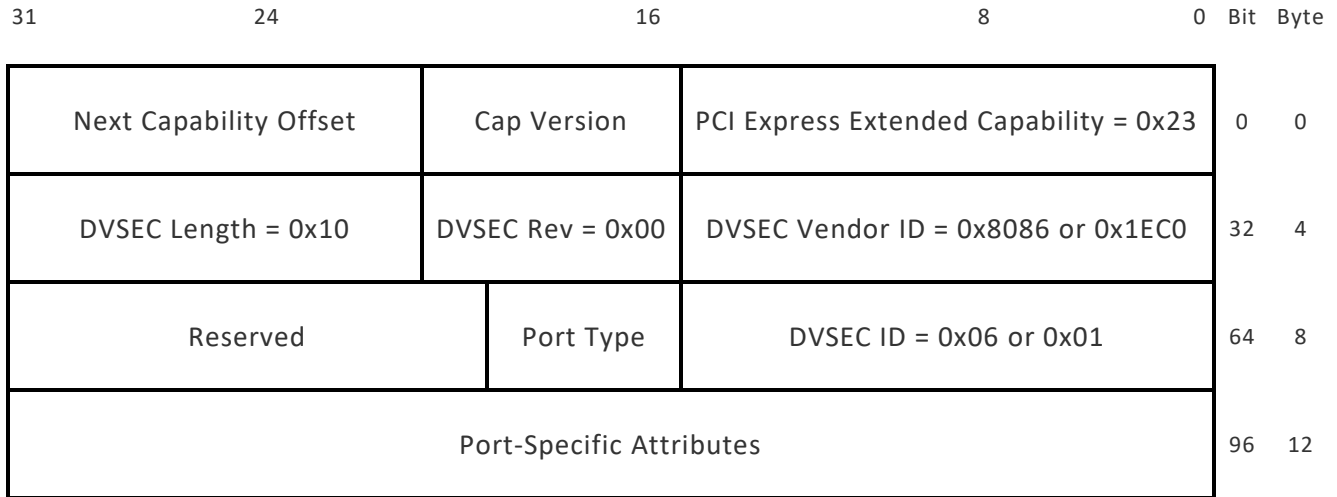 31 24 16 8 0 Bit Byte
Next Capability Offset Cap Version PCI Express Extended Capability = 0x23 0 0
DVSEC Length = 0x10 DVSEC Rev = 0x00 DVSEC Vendor ID = 0x8086 or 0x1EC0 32 4
Reserved Port Type DVSEC ID = 0x06 or 0x01 64 8
Port-Specific Attributes 96 12